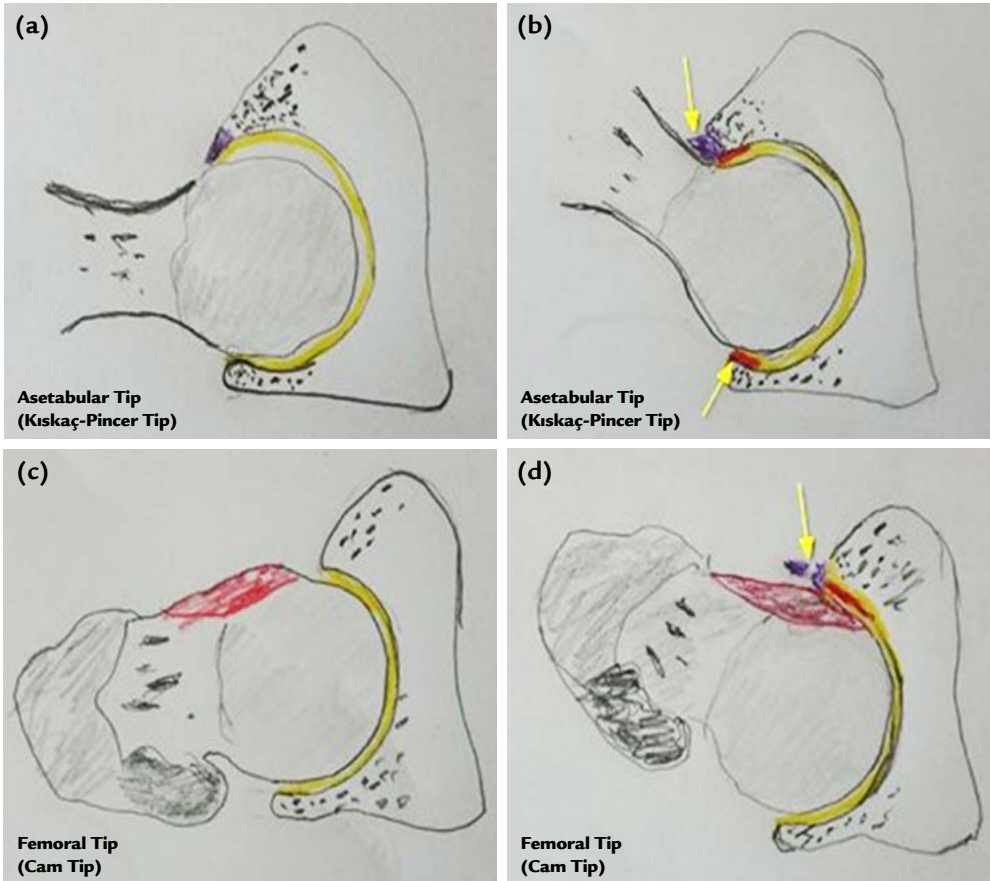 (a)
Asetabular Tip
(Kıskaç-Pincer Tip)
(b)
Asetabular Tip
(Kıskaç-Pincer Tip)
(c)
Femoral Tip
(Cam Tip)
(d)
Femoral Tip
(Cam Tip)